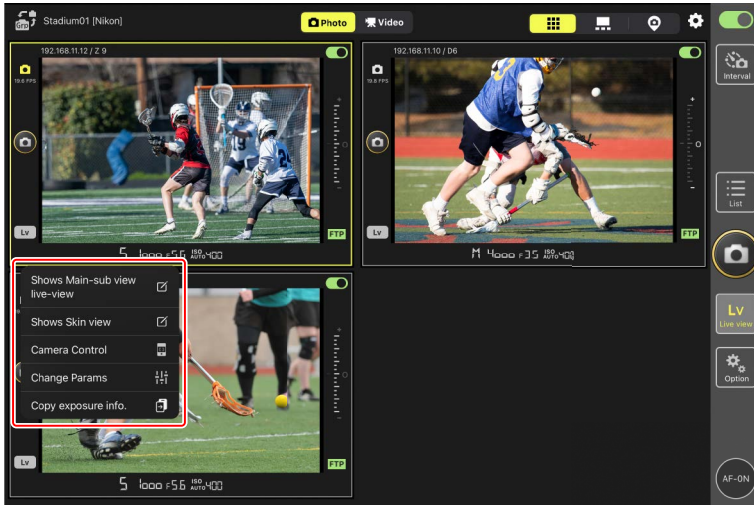 Grp
Stadium01 [Nikon]
Photo
Video
192.168.11.12 / Z 9
19.6 FPS
Lv
FTP
S 1000 F5.6 ISO AUTO 400
192.168.11.10 / D6
19.8 FPS
Lv
FTP
M 4000 F3.5 ISO AUTO 400
Shows Main-sub view
live-view
Shows Skin view
Camera Control
Change Params
Copy exposure info.
Lv
FTP
S 1000 F5.6 ISO AUTO 400
Interval
List
Lv
Live view
Option
AF-ON